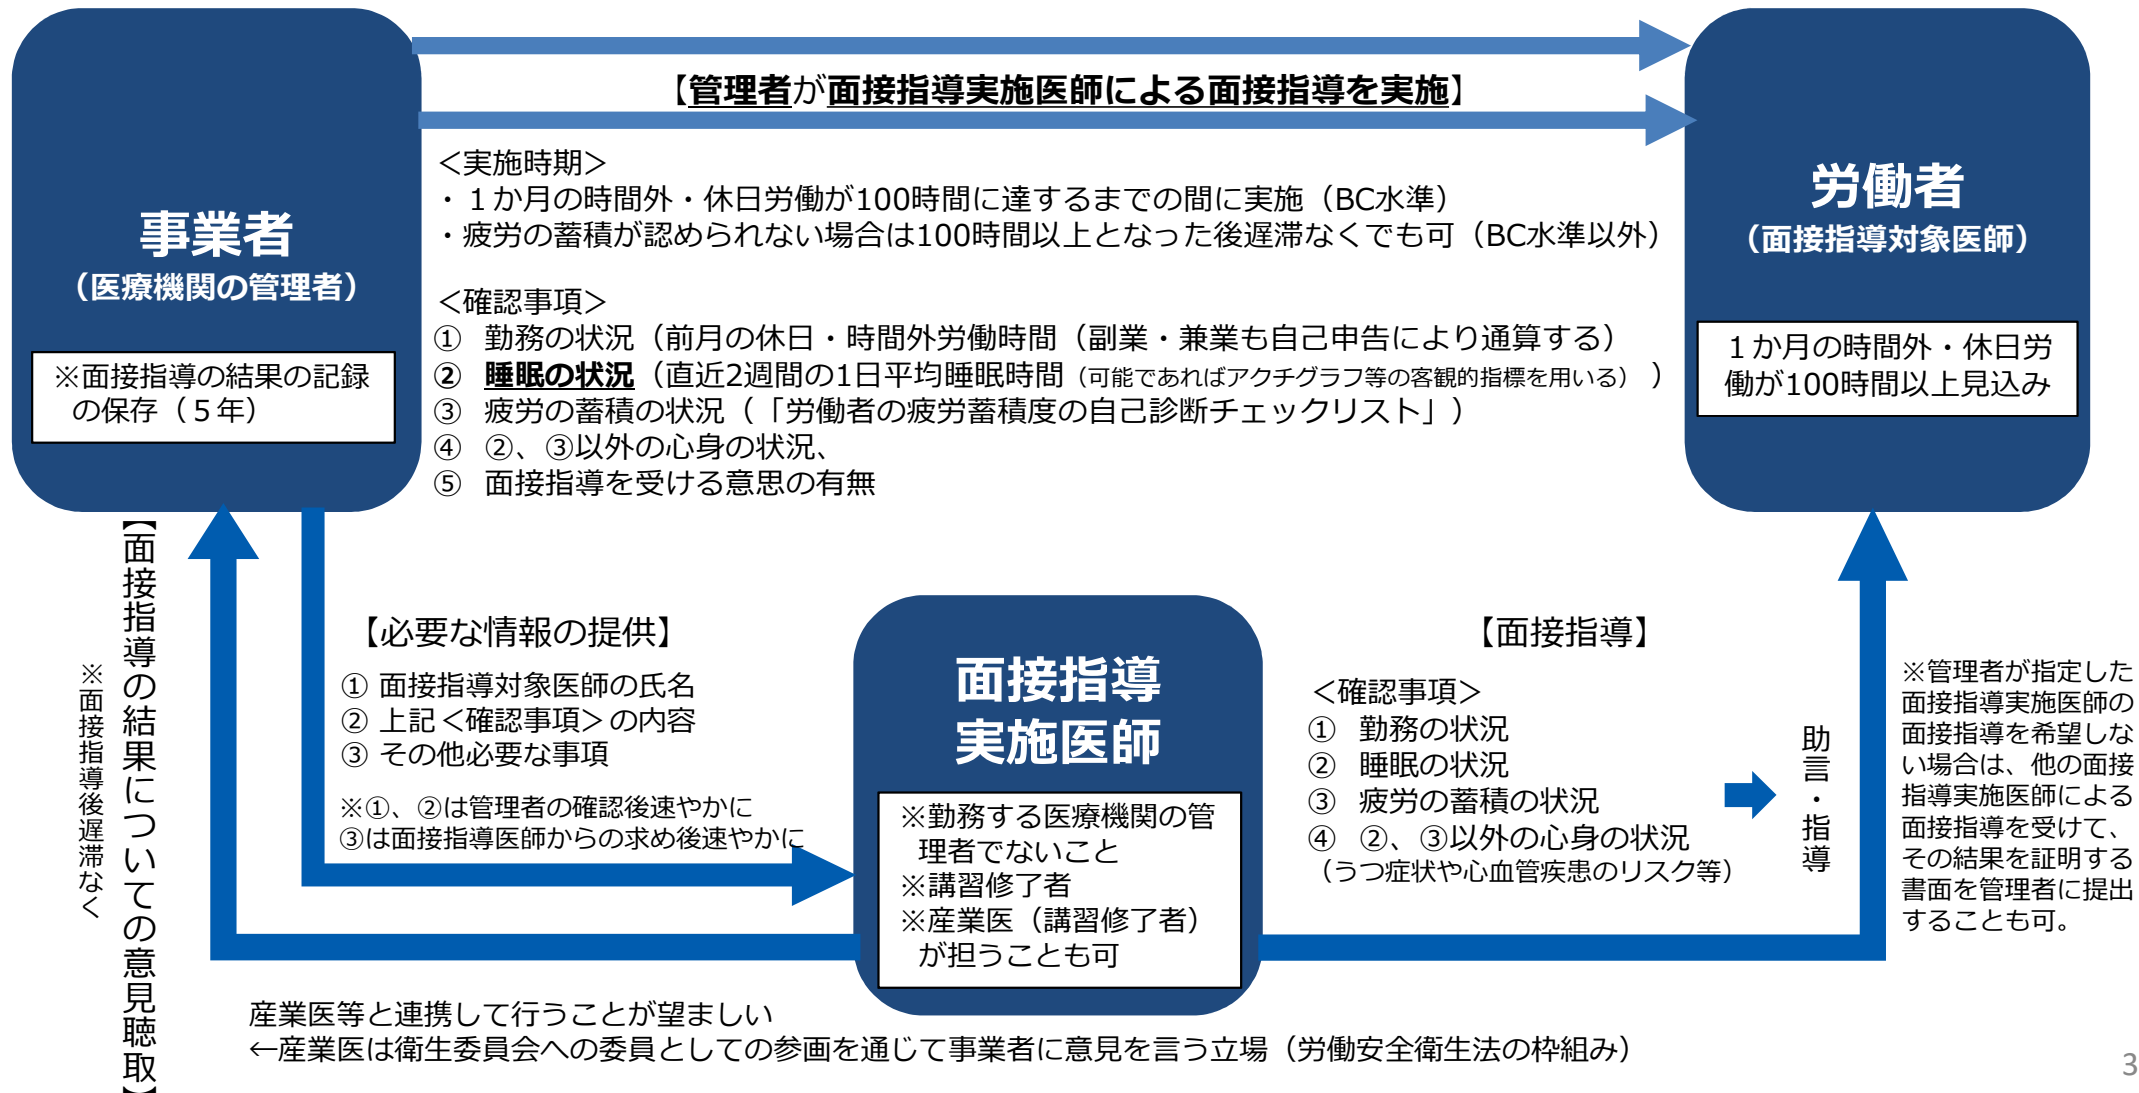 【管理者が面接指導実施医師による面接指導を実施】
事業者
（医療機関の管理者）
※面接指導の結果の記録
の保存（５年）
＜実施時期＞
・１か月の時間外・休日労働が100時間に達するまでの間に実施（BC水準）
・疲労の蓄積が認められない場合は100時間以上となった後遅滞なくでも可（BC水準以外）
＜確認事項＞
① 勤務の状況（前月の休日・時間外労働時間（副業・兼業も自己申告により通算する）
② 睡眠の状況（直近2週間の1日平均睡眠時間（可能であればアクチグラフ等の客観的指標を用いる） ）
③ 疲労の蓄積の状況（「労働者の疲労蓄積度の自己診断チェックリスト」）
④ ②、③以外の心身の状況、
⑤ 面接指導を受ける意思の有無
労働者
（面接指導対象医師）
１か月の時間外・休日労
働が100時間以上見込み
【面接指導の結果についての意見聴取】
※面接指導後遅滞なく
【必要な情報の提供】
① 面接指導対象医師の氏名
② 上記＜確認事項＞の内容
③ その他必要な事項
※①、②は管理者の確認後速やかに
③は面接指導医師からの求め後速やかに
面接指導
実施医師
※勤務する医療機関の管
理者でないこと
※講習修了者
※産業医（講習修了者）
が担うことも可
【面接指導】
＜確認事項＞
① 勤務の状況
② 睡眠の状況
③ 疲労の蓄積の状況
④ ②、③以外の心身の状況
（うつ症状や心血管疾患のリスク等）
助言・指導
※管理者が指定した
面接指導実施医師の
面接指導を希望しな
い場合は、他の面接
指導実施医師による
面接指導を受けて、
その結果を証明する
書面を管理者に提出
することも可。
産業医等と連携して行うことが望ましい
←産業医は衛生委員会への委員としての参画を通じて事業者に意見を言う立場（労働安全衛生法の枠組み）
3